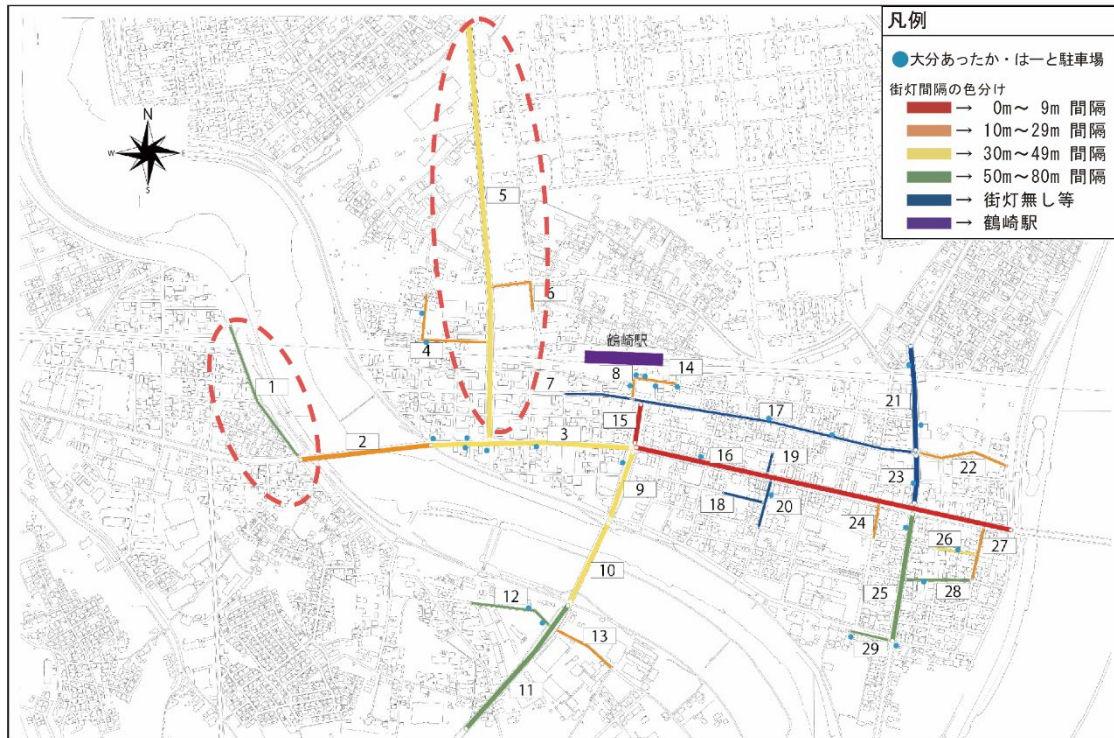 凡例
大分あったか・はーと駐車場
街灯間隔の色分け
→ 0m～ 9m 間隔
→ 10m～29m 間隔
→ 30m～49m 間隔
→ 50m～80m 間隔
→ 街灯無し等
→ 鶴崎駅
N
W
E
S
5
6
鶴崎駅
4
1
7
8
14
15
17
21
2
3
16
19
22
9
18
20
23
24
26
27
10
12
13
25
28
29
11